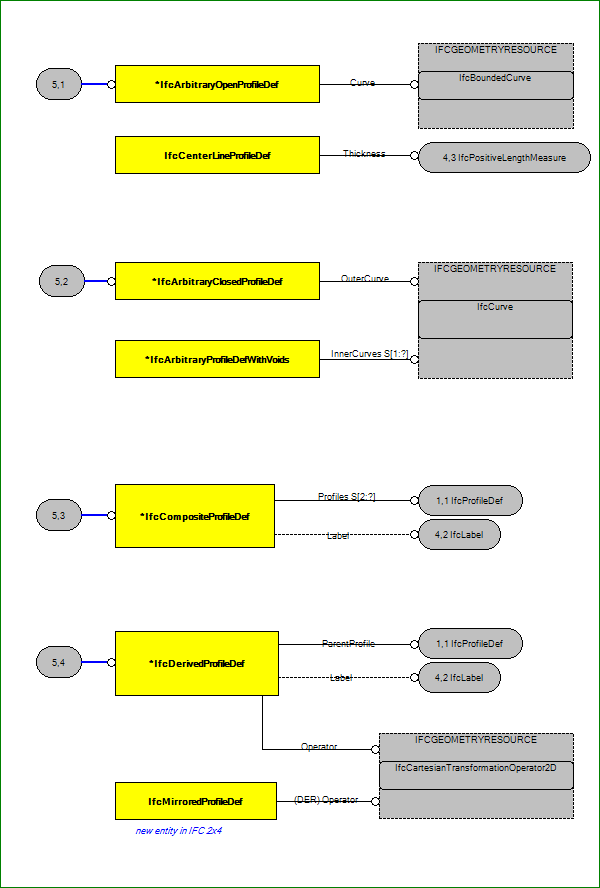 5,1
*IfcArbitraryOpenProfileDef
Curve
IFCGEOMETRYRESOURCE
IfcBoundedCurve
IfcCenterLineProfileDef
Thickness
4,3 IfcPositiveLengthMeasure
5,2
*IfcArbitraryClosedProfileDef
OuterCurve
IFCGEOMETRYRESOURCE
IfcCurve
*IfcArbitraryProfileDefWithVoids
InnerCurves S[1:?]
5,3
*IfcCompositeProfileDef
Profiles S[2:?]
1,1 IfcProfileDef
Label
4,2 IfcLabel
5,4
*IfcDerivedProfileDef
ParentProfile
1,1 IfcProfileDef
Label
4,2 IfcLabel
Operator
IFCGEOMETRYRESOURCE
IfcCartesianTransformationOperator2D
IfcMirroredProfileDef
(DER) Operator
new entity in IFC 2x4